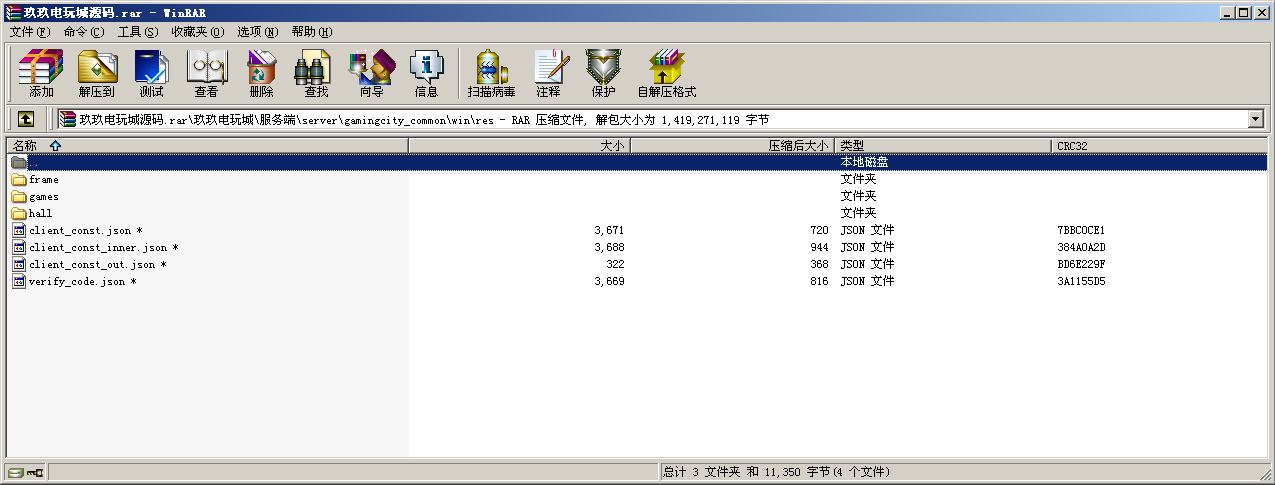 玖玖电玩城源码.rar - WinRAR
文件(F) 命令(C) 工具(S) 收藏夹(O) 选项(N) 帮助(H)
添加 解压到 测试 查看 删除 查找 向导 信息 扫描病毒 注释 保护 自解压格式
玖玖电玩城源码.rar\玖玖电玩城\服务端\server\gamingcity_common\win\res - RAR 压缩文件, 解包大小为 1,419,271,119 字节
名称 大小 压缩后大小 类型 CRC32
.. 本地磁盘
frame 文件夹
games 文件夹
hall 文件夹
client_const.json * 3,671 720 JSON 文件 7BBC0CE1
client_const_inner.json * 3,688 944 JSON 文件 384A0A2D
client_const_out.json * 322 368 JSON 文件 BD6E229F
verify_code.json * 3,669 816 JSON 文件 3A1155D5
总计 3 文件夹 和 11,350 字节(4 个文件)